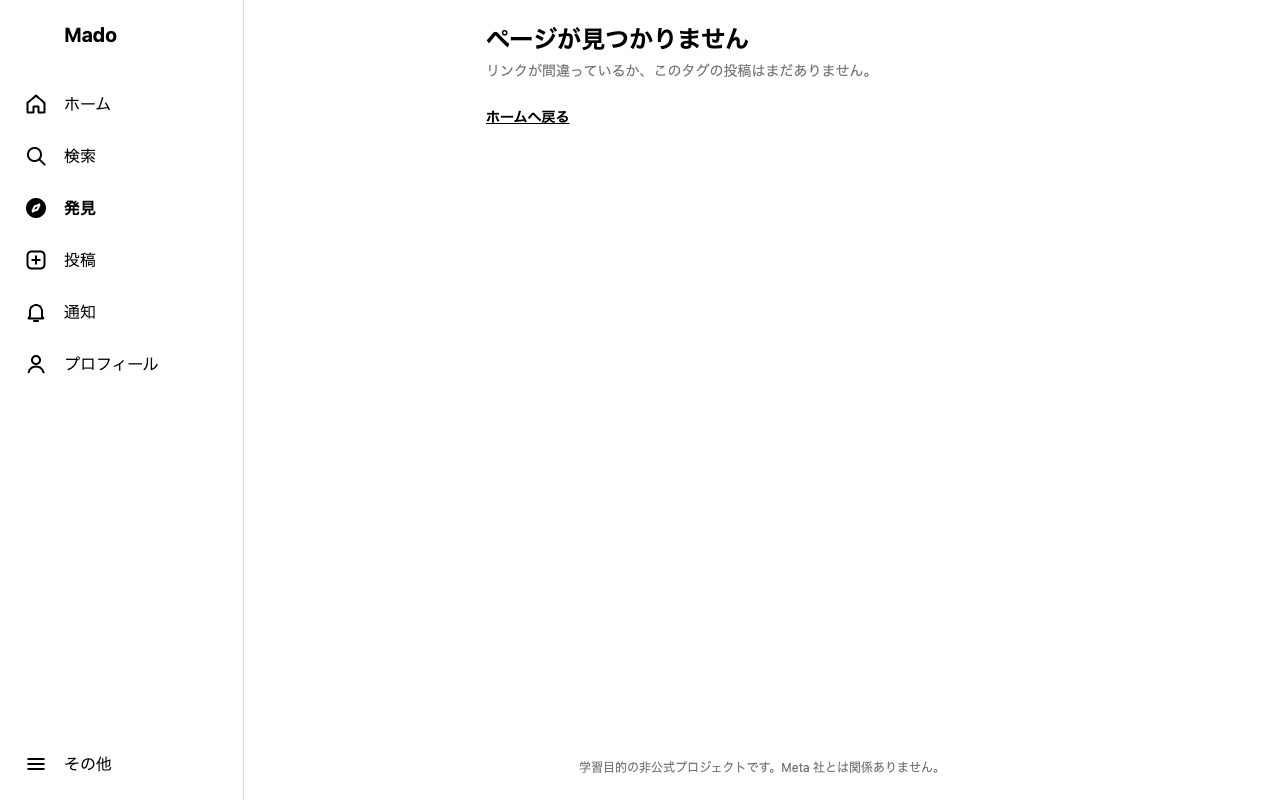 Mado
ホーム
検索
発見
投稿
通知
プロフィール
その他
ページが見つかりません
リンクが間違っているか、このタグの投稿はまだありません。
ホームへ戻る
学習目的の非公式プロジェクトです。Meta 社とは関係ありません。